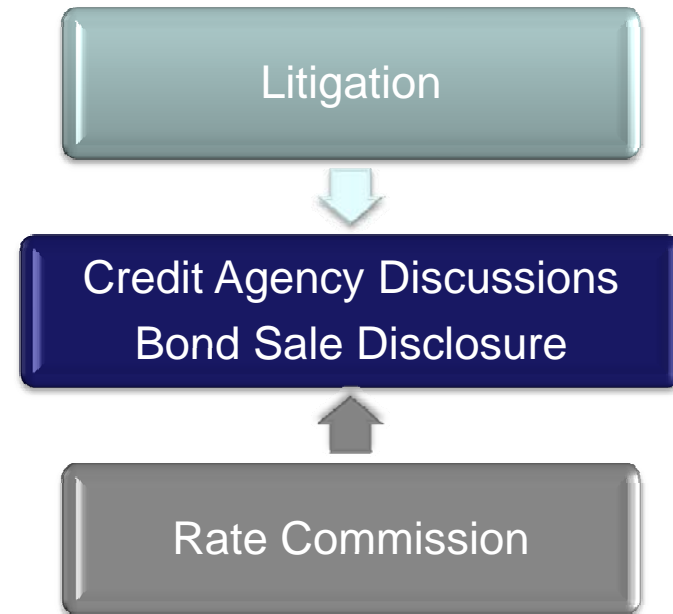 Litigation
Credit Agency Discussions
Bond Sale Disclosure
Rate Commission